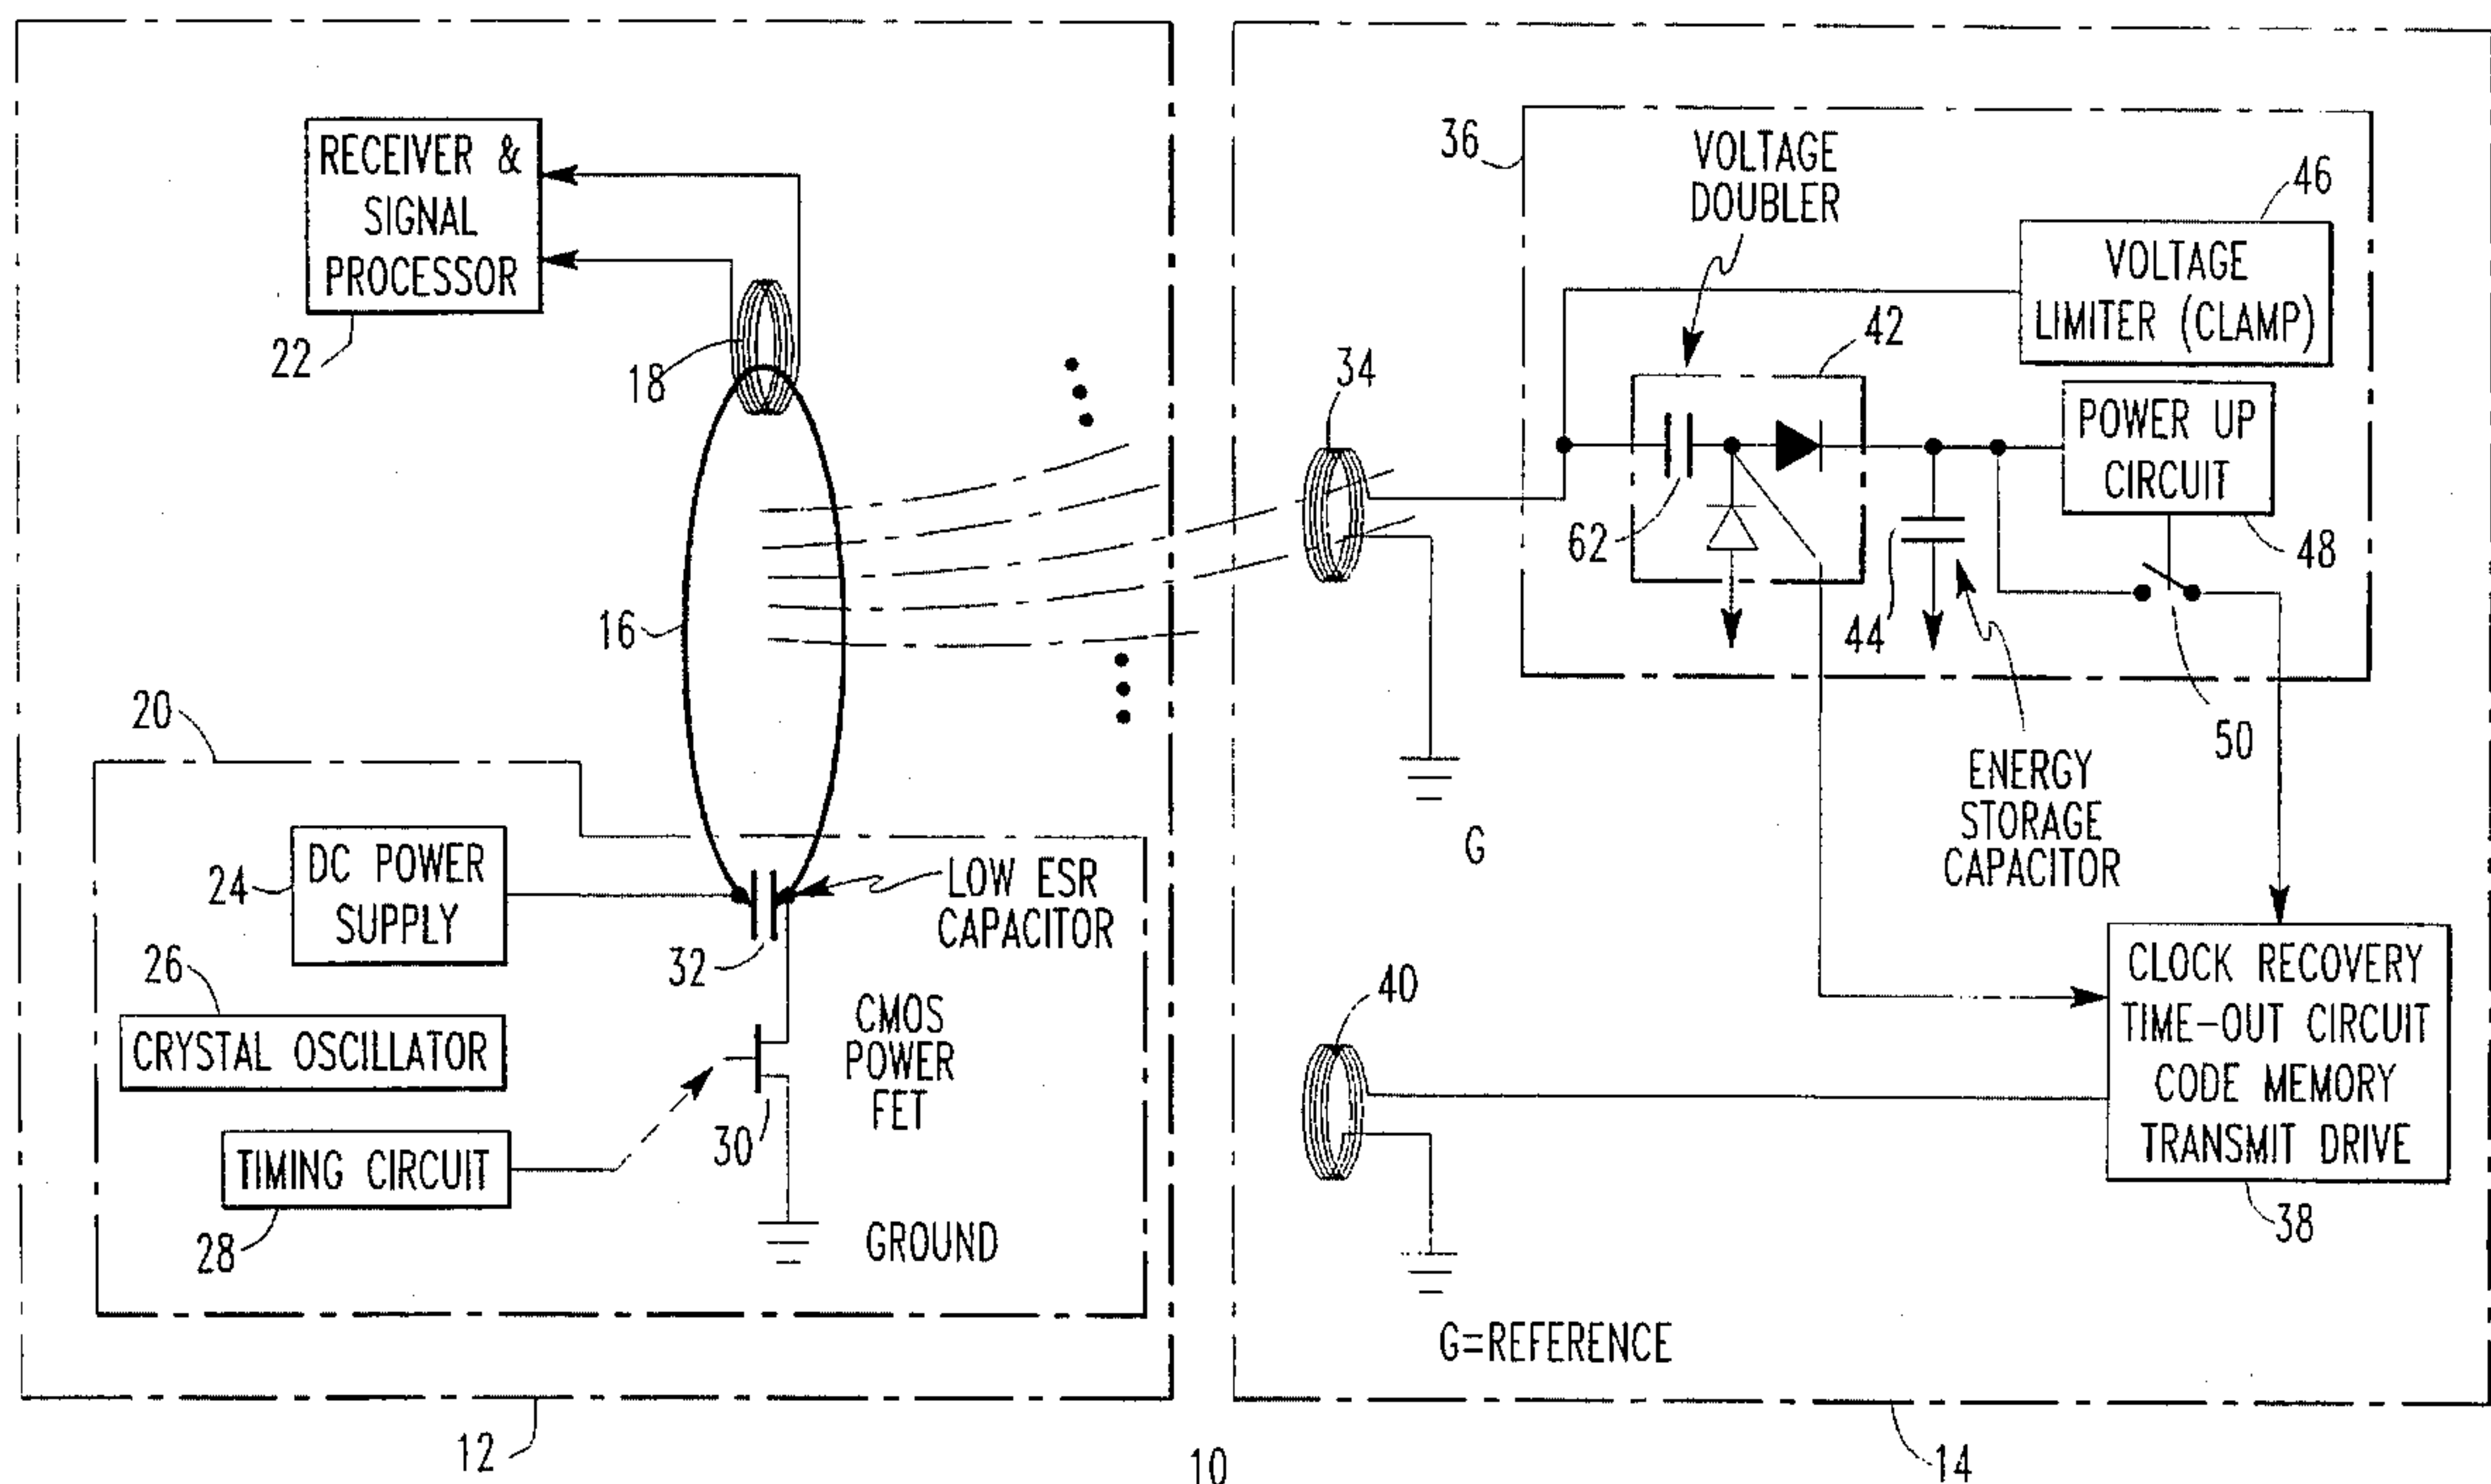 RECEIVER &
SIGNAL
PROCESSOR
22
18
16
20
DC POWER
SUPPLY
24
LOW ESR
CAPACITOR
32
26
CRYSTAL OSCILLATOR
CMOS
POWER
FET
30
TIMING CIRCUIT
28
GROUND
12
10
36
VOLTAGE
DOUBLER
46
VOLTAGE
LIMITER (CLAMP)
42
34
POWER UP
CIRCUIT
62
44
48
50
ENERGY
STORAGE
CAPACITOR
G
40
CLOCK RECOVERY
TIME-OUT CIRCUIT
CODE MEMORY
TRANSMIT DRIVE
38
G=REFERENCE
14